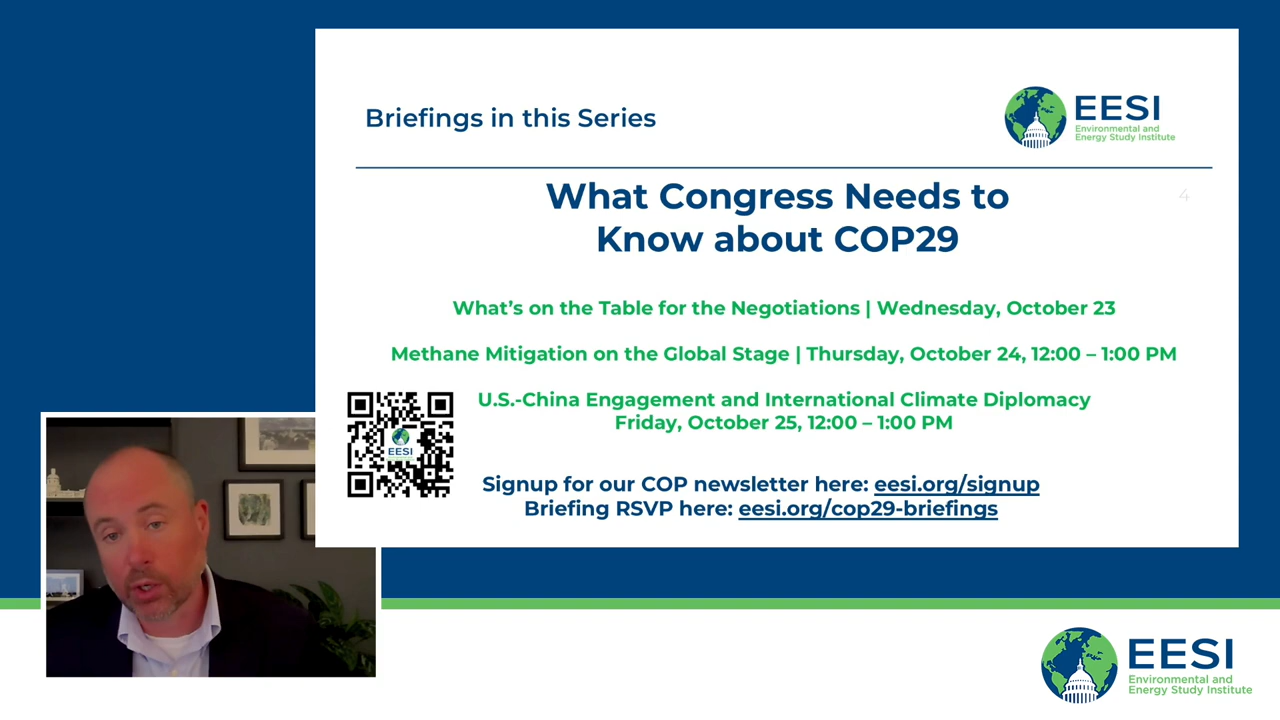 Briefings in this Series
EESI
Environmental and
Energy Study Institute
4
What Congress Needs to
Know about COP29
What's on the Table for the Negotiations | Wednesday, October 23
Methane Mitigation on the Global Stage | Thursday, October 24, 12:00 – 1:00 PM
U.S.-China Engagement and International Climate Diplomacy
Friday, October 25, 12:00 – 1:00 PM
EESI
Signup for our COP newsletter here: eesi.org/signup
Briefing RSVP here: eesi.org/cop29-briefings
EESI
Environmental and
Energy Study Institute